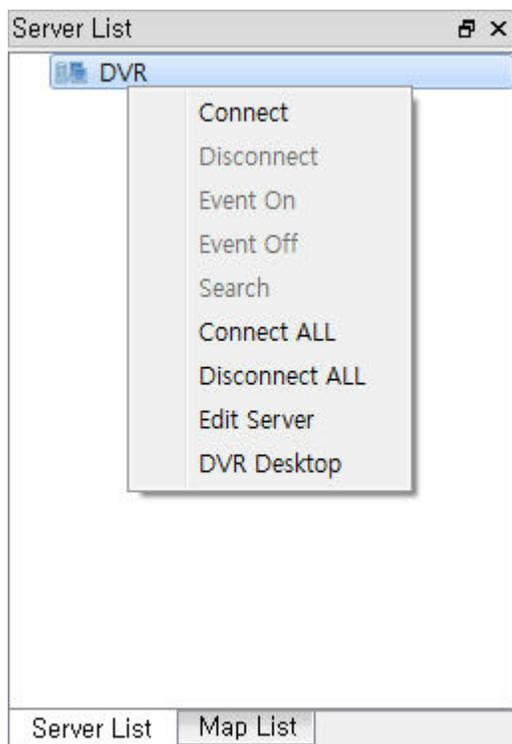 Server List
DVR
Connect
Disconnect
Event On
Event Off
Search
Connect ALL
Disconnect ALL
Edit Server
DVR Desktop
Server List
Map List